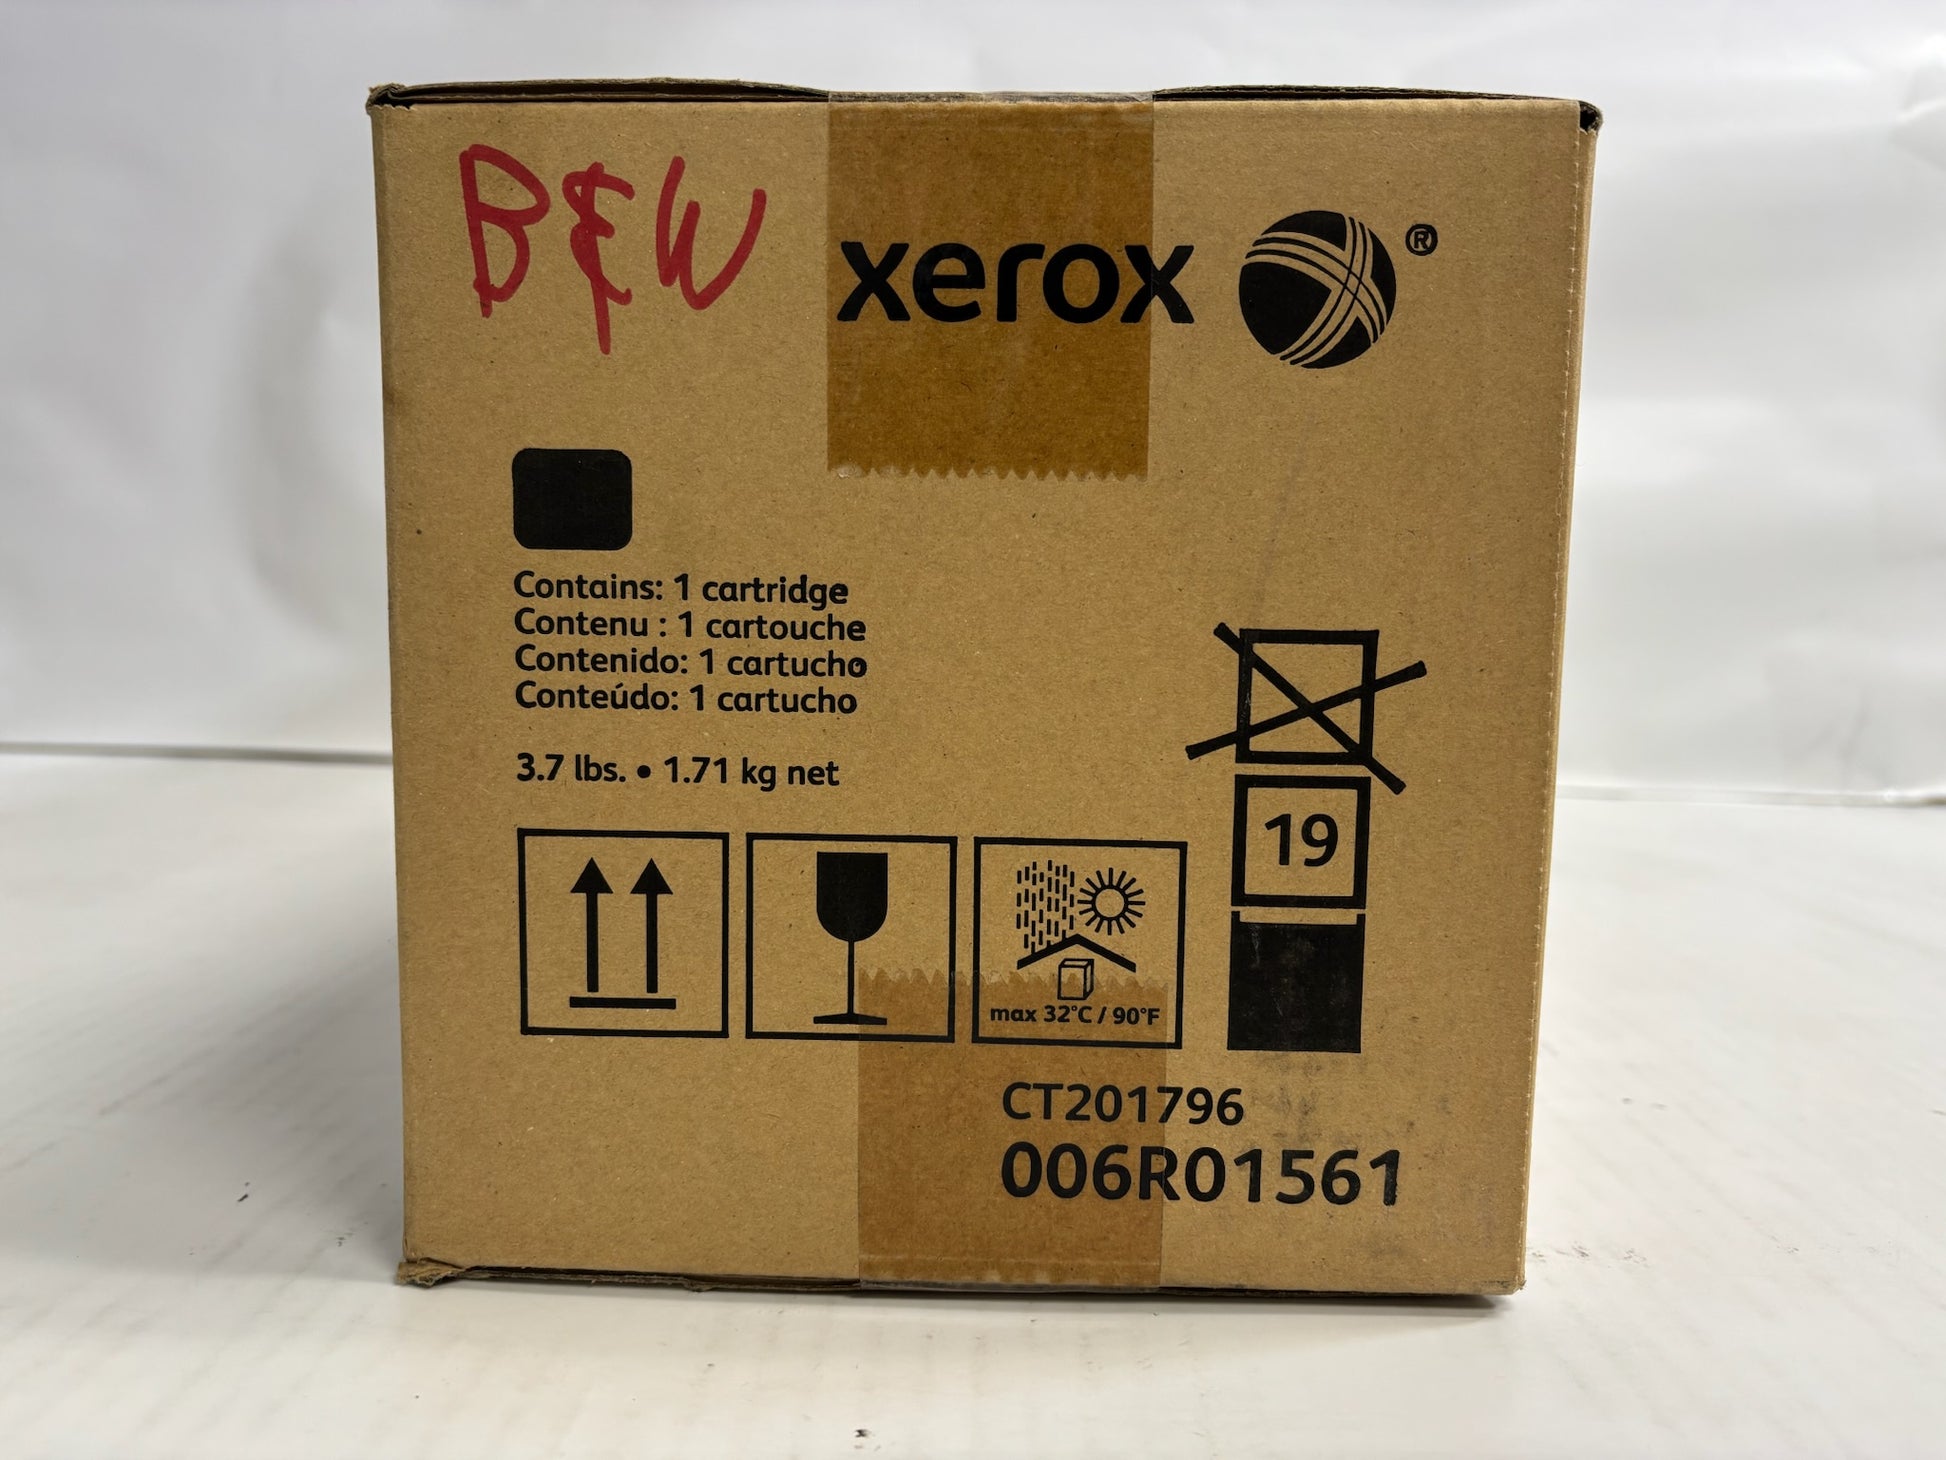 B&W
xerox ®
Contains: 1 cartridge
Contenu : 1 cartouche
Contenido: 1 cartucho
Conteúdo: 1 cartucho
3.7 lbs. • 1.71 kg net
19
max 32°C / 90°F
CT201796
006R01561